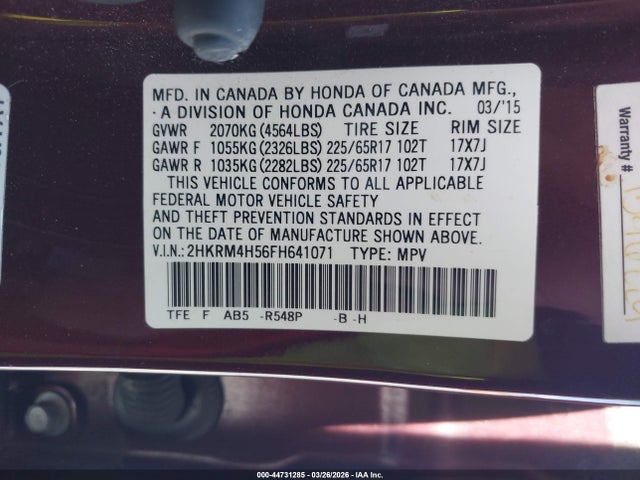 MFD. IN CANADA BY HONDA OF CANADA MFG.,
A DIVISION OF HONDA CANADA INC. 03/'15
GVWR 2070KG (4564LBS) TIRE SIZE RIM SIZE
GAWR F 1055KG (2326LBS) 225/65R17 102T 17X7J
GAWR R 1035KG (2282LBS) 225/65R17 102T 17X7J
THIS VEHICLE CONFORMS TO ALL APPLICABLE
FEDERAL MOTOR VEHICLE SAFETY
AND THEFT PREVENTION STANDARDS IN EFFECT
ON THE DATE OF MANUFACTURE SHOWN ABOVE.
V.I.N.: 2HKRM4H56FH641071 TYPE: MPV
TFE F AB5 -R548P -B -H
Warranty #:
000-44731285 - 03/26/2026 - IAA Inc.